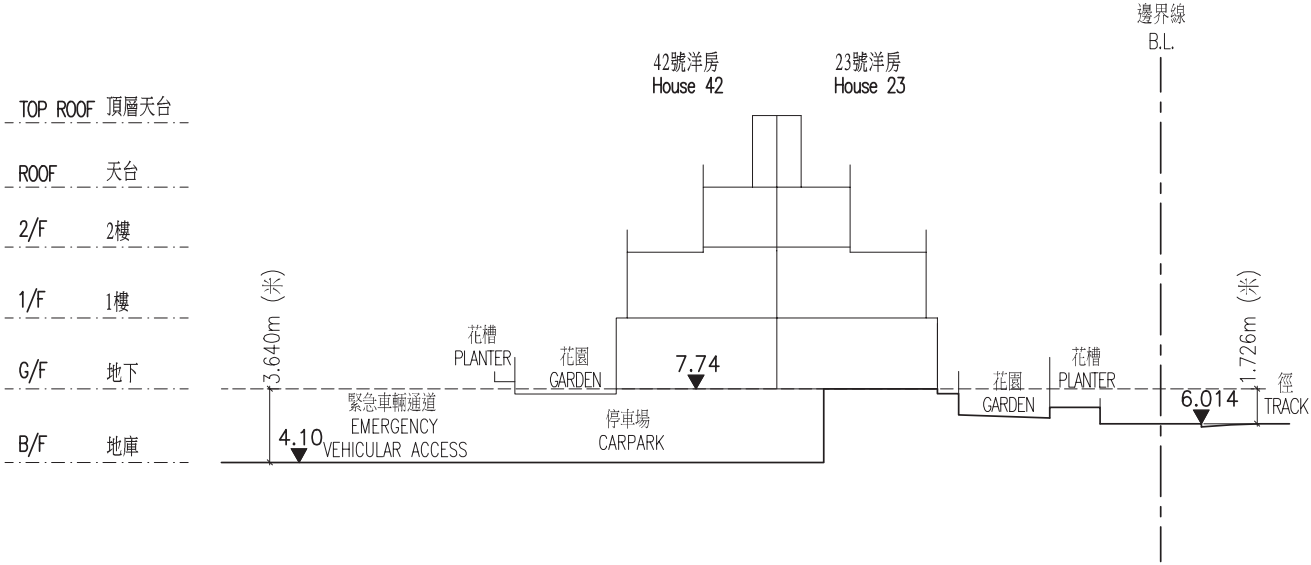 邊界線
B.L.
42號洋房
House 42
23號洋房
House 23
TOP ROOF 頂層天台
ROOF 天台
2/F 2樓
1/F 1樓
G/F 地下
B/F 地庫
3.640m (米)
花槽
PLANTER
花園
GARDEN
7.74
緊急車輛通道
EMERGENCY
VEHICULAR ACCESS
4.10
停車場
CARPARK
花園
GARDEN
花槽
PLANTER
1.726m (米)
6.014
徑
TRACK